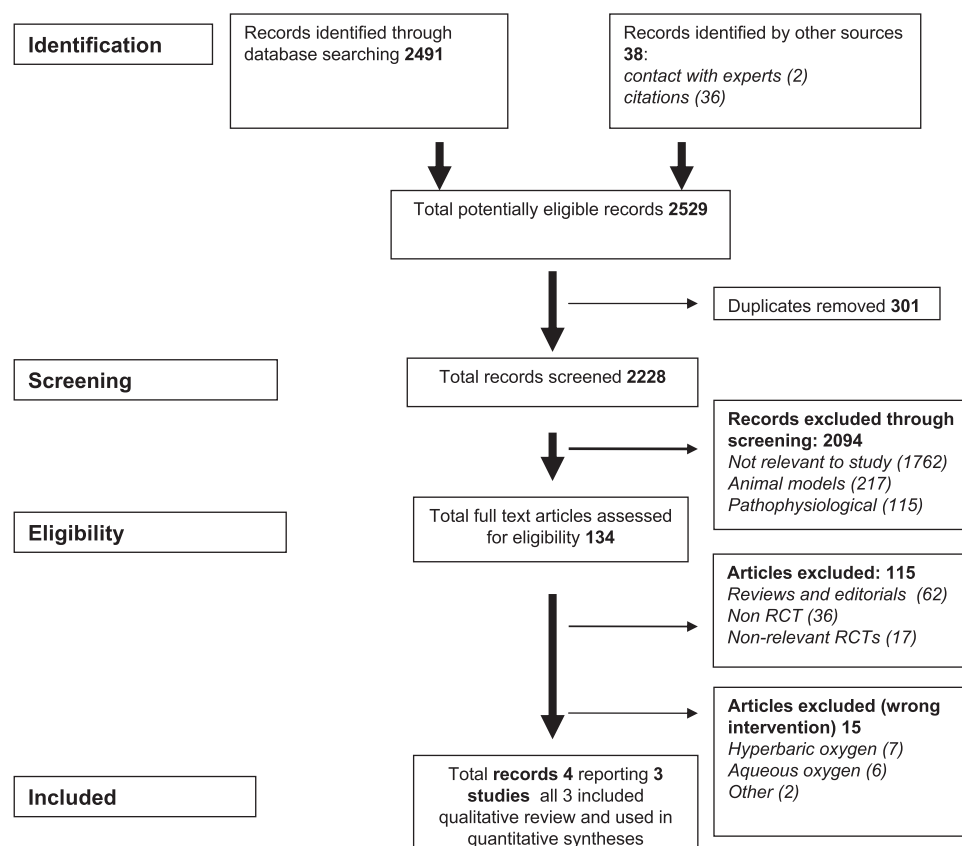 Identification
Records identified through
database searching 2491
Records identified by other sources
38:
contact with experts (2)
citations (36)
Total potentially eligible records 2529
Duplicates removed 301
Screening
Total records screened 2228
Records excluded through
screening: 2094
Not relevant to study (1762)
Animal models (217)
Pathophysiological (115)
Eligibility
Total full text articles assessed
for eligibility 134
Articles excluded: 115
Reviews and editorials (62)
Non RCT (36)
Non-relevant RCTs (17)
Articles excluded (wrong
intervention) 15
Hyperbaric oxygen (7)
Aqueous oxygen (6)
Other (2)
Included
Total records 4 reporting 3
studies all 3 included
qualitative review and used in
quantitative syntheses